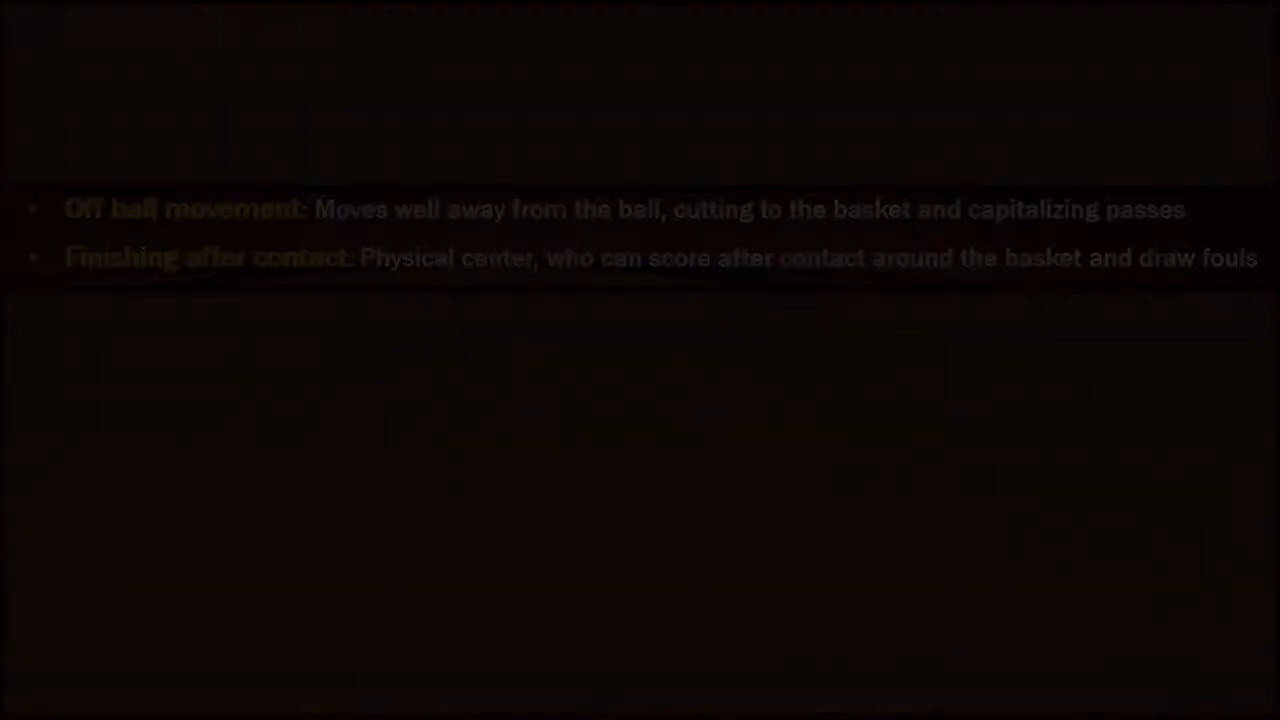 • Off ball movement: Moves well away from the ball, cutting to the basket and capitalizing passes
• Finishing after contact: Physical center, who can score after contact around the basket and draw fouls